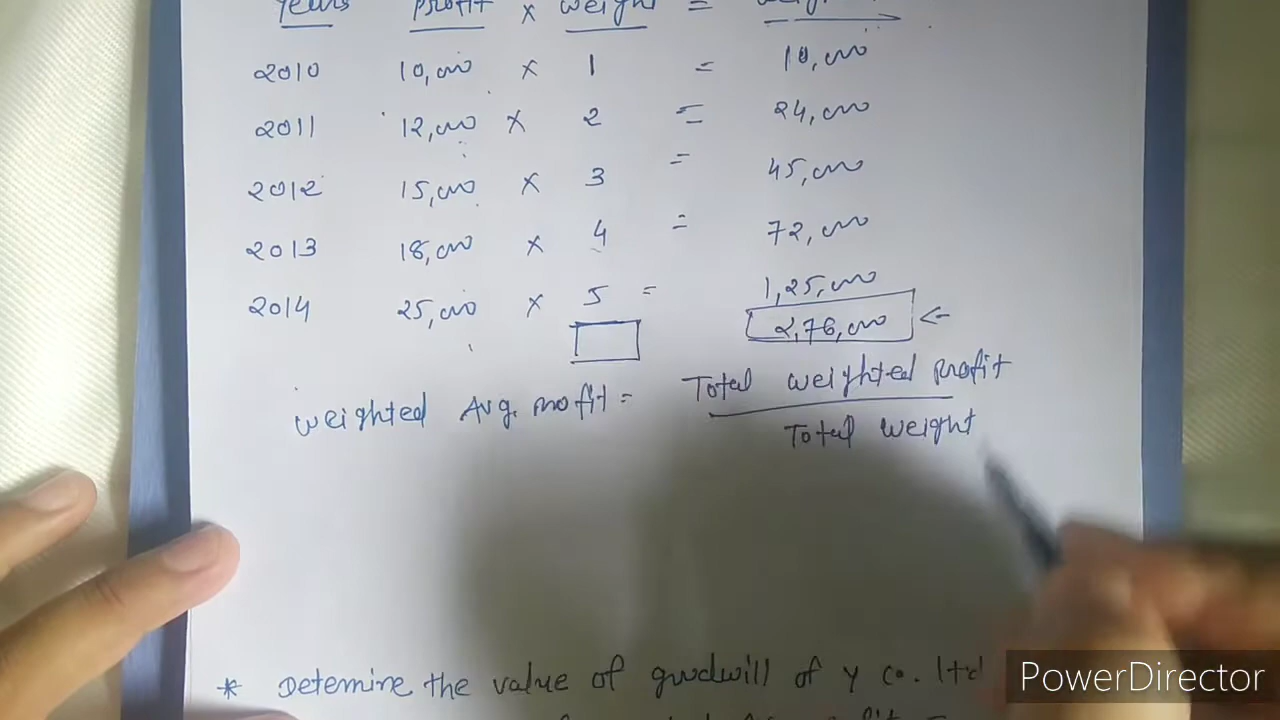 Years Profit × Weight =
2010 10,000 × 1 = 10,000
2011 12,000 × 2 = 24,000
2012 15,000 × 3 = 45,000
2013 18,000 × 4 = 72,000
2014 25,000 × 5 = 1,25,000
2,76,000 ←
Weighted Avg. Profit = Total weighted Profit
Total weight
* Detemine the value of goodwill of Y Co. Ltd
PowerDirector